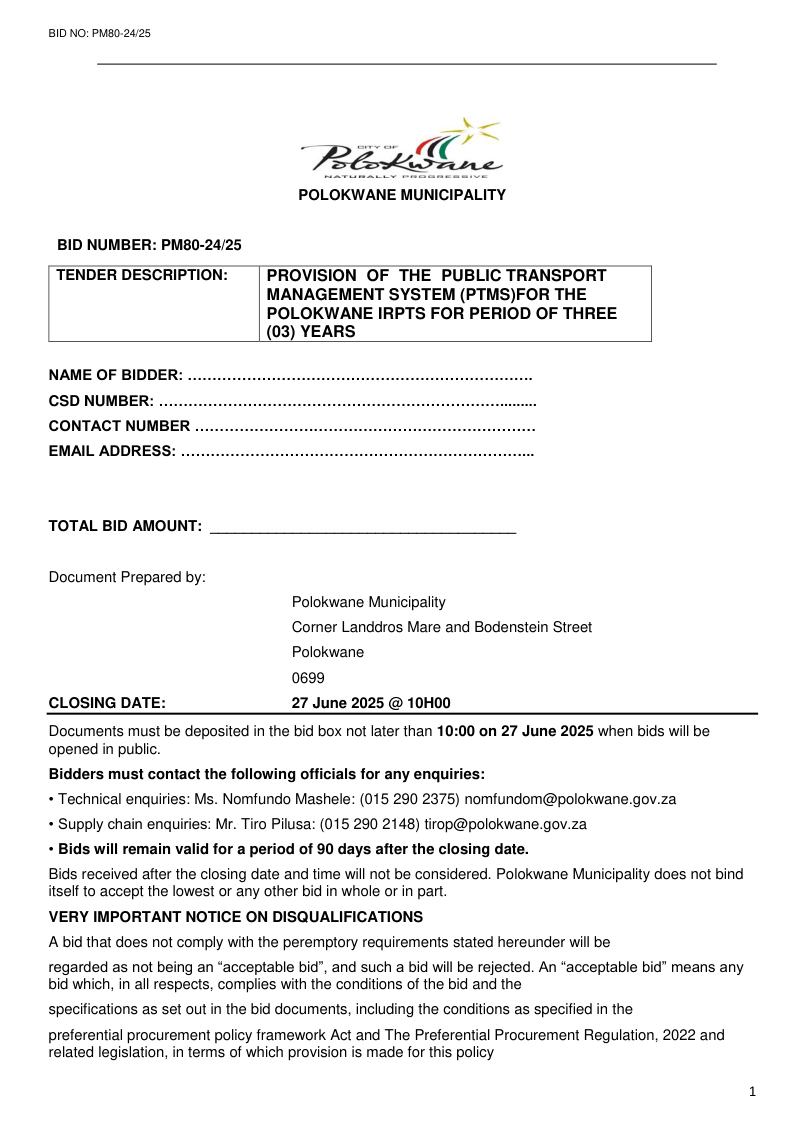 BID NO: PM80-24/25
CITY OF
Polokwane
NATURALLY PROGRESSIVE
POLOKWANE MUNICIPALITY
BID NUMBER: PM80-24/25
TENDER DESCRIPTION:
PROVISION OF THE PUBLIC TRANSPORT
MANAGEMENT SYSTEM (PTMS)FOR THE
POLOKWANE IRPTS FOR PERIOD OF THREE
(03) YEARS
NAME OF BIDDER: …………………………………………………………….
CSD NUMBER: …………………………………………………………….........
CONTACT NUMBER ……………………………………………………………
EMAIL ADDRESS: ……………………………………………………………...
TOTAL BID AMOUNT: ______________________________________
Document Prepared by:
Polokwane Municipality
Corner Landdros Mare and Bodenstein Street
Polokwane
0699
CLOSING DATE: 27 June 2025 @ 10H00
Documents must be deposited in the bid box not later than 10:00 on 27 June 2025 when bids will be
opened in public.
Bidders must contact the following officials for any enquiries:
• Technical enquiries: Ms. Nomfundo Mashele: (015 290 2375) nomfundom@polokwane.gov.za
• Supply chain enquiries: Mr. Tiro Pilusa: (015 290 2148) tirop@polokwane.gov.za
• Bids will remain valid for a period of 90 days after the closing date.
Bids received after the closing date and time will not be considered. Polokwane Municipality does not bind
itself to accept the lowest or any other bid in whole or in part.
VERY IMPORTANT NOTICE ON DISQUALIFICATIONS
A bid that does not comply with the peremptory requirements stated hereunder will be
regarded as not being an “acceptable bid”, and such a bid will be rejected. An “acceptable bid” means any
bid which, in all respects, complies with the conditions of the bid and the
specifications as set out in the bid documents, including the conditions as specified in the
preferential procurement policy framework Act and The Preferential Procurement Regulation, 2022 and
related legislation, in terms of which provision is made for this policy
1